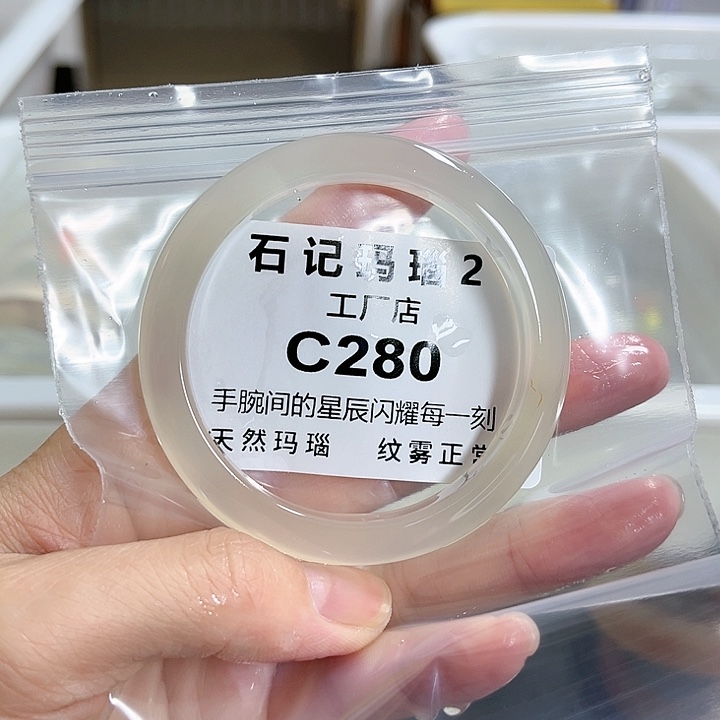 石记玛瑙2
工厂店
C280
手腕间的星辰闪耀每一刻
天然玛瑙 纹雾正常